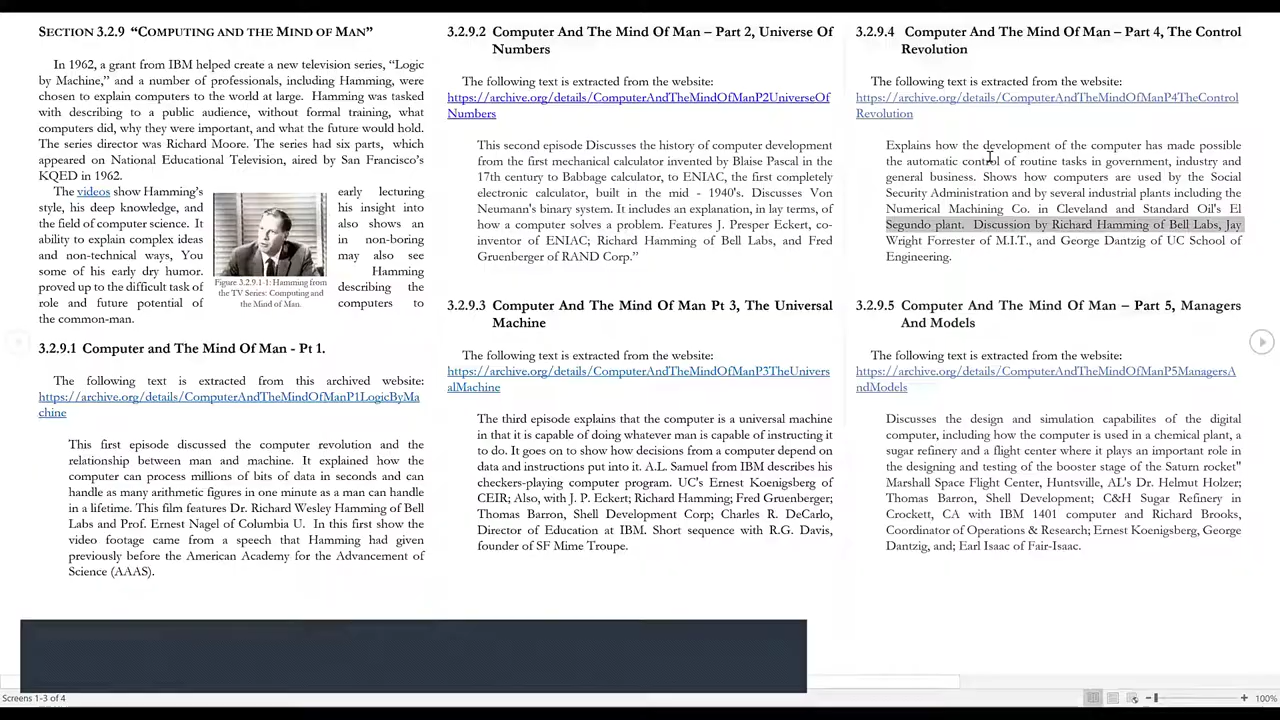 SECTION 3.2.9 “COMPUTING AND THE MIND OF MAN”
In 1962, a grant from IBM helped create a new television series, “Logic
by Machine,” and a number of professionals, including Hamming, were
chosen to explain computers to the world at large. Hamming was tasked
with describing to a public audience, without formal training, what
computers did, why they were important, and what the future would hold.
The series director was Richard Moore. The series had six parts, which
appeared on National Educational Television, aired by San Francisco’s
KQED in 1962.
The videos show Hamming’s early lecturing
style, his deep knowledge, and his insight into
the field of computer science. It also shows an
ability to explain complex ideas in non-boring
and non-technical ways, You may also see
some of his early dry humor. Hamming
proved up to the difficult task of describing the
role and future potential of computers to
the common-man.
Figure 3.2.9.1-1: Hamming from
the TV Series: Computing and
the Mind of Man.
3.2.9.1 Computer and The Mind Of Man - Pt 1.
The following text is extracted from this archived website:
https://archive.org/details/ComputerAndTheMindOfManP1LogicByMa
chine
This first episode discussed the computer revolution and the
relationship between man and machine. It explained how the
computer can process millions of bits of data in seconds and can
handle as many arithmetic figures in one minute as a man can handle
in a lifetime. This film features Dr. Richard Wesley Hamming of Bell
Labs and Prof. Ernest Nagel of Columbia U. In this first show the
video footage came from a speech that Hamming had given
previously before the American Academy for the Advancement of
Science (AAAS).
3.2.9.2 Computer And The Mind Of Man – Part 2, Universe Of
Numbers
The following text is extracted from the website:
https://archive.org/details/ComputerAndTheMindOfManP2UniverseOf
Numbers
This second episode Discusses the history of computer development
from the first mechanical calculator invented by Blaise Pascal in the
17th century to Babbage calculator, to ENIAC, the first completely
electronic calculator, built in the mid - 1940's. Discusses Von
Neumann's binary system. It includes an explanation, in lay terms, of
how a computer solves a problem. Features J. Presper Eckert, co-
inventor of ENIAC; Richard Hamming of Bell Labs, and Fred
Gruenberger of RAND Corp.”
3.2.9.3 Computer And The Mind Of Man Pt 3, The Universal
Machine
The following text is extracted from the website:
https://archive.org/details/ComputerAndTheMindOfManP3TheUnivers
alMachine
The third episode explains that the computer is a universal machine
in that it is capable of doing whatever man is capable of instructing it
to do. It goes on to show how decisions from a computer depend on
data and instructions put into it. A.L. Samuel from IBM describes his
checkers-playing computer program. UC's Ernest Koenigsberg of
CEIR; Also, with J. P. Eckert; Richard Hamming; Fred Gruenberger;
Thomas Barron, Shell Development Corp; Charles R. DeCarlo,
Director of Education at IBM. Short sequence with R.G. Davis,
founder of SF Mime Troupe.
3.2.9.4 Computer And The Mind Of Man – Part 4, The Control
Revolution
The following text is extracted from the website:
https://archive.org/details/ComputerAndTheMindOfManP4TheControl
Revolution
Explains how the development of the computer has made possible
the automatic control of routine tasks in government, industry and
general business. Shows how computers are used by the Social
Security Administration and by several industrial plants including the
Numerical Machining Co. in Cleveland and Standard Oil's El
Segundo plant. Discussion by Richard Hamming of Bell Labs, Jay
Wright Forrester of M.I.T., and George Dantzig of UC School of
Engineering.
3.2.9.5 Computer And The Mind Of Man – Part 5, Managers
And Models
The following text is extracted from the website:
https://archive.org/details/ComputerAndTheMindOfManP5ManagersA
ndModels
Discusses the design and simulation capabilites of the digital
computer, including how the computer is used in a chemical plant, a
sugar refinery and a flight center where it plays an important role in
the designing and testing of the booster stage of the Saturn rocket"
Marshall Space Flight Center, Huntsville, AL's Dr. Helmut Holzer;
Thomas Barron, Shell Development; C&H Sugar Refinery in
Crockett, CA with IBM 1401 computer and Richard Brooks,
Coordinator of Operations & Research; Ernest Koenigsberg, George
Dantzig, and; Earl Isaac of Fair-Isaac.
Screens 1-3 of 4
100%